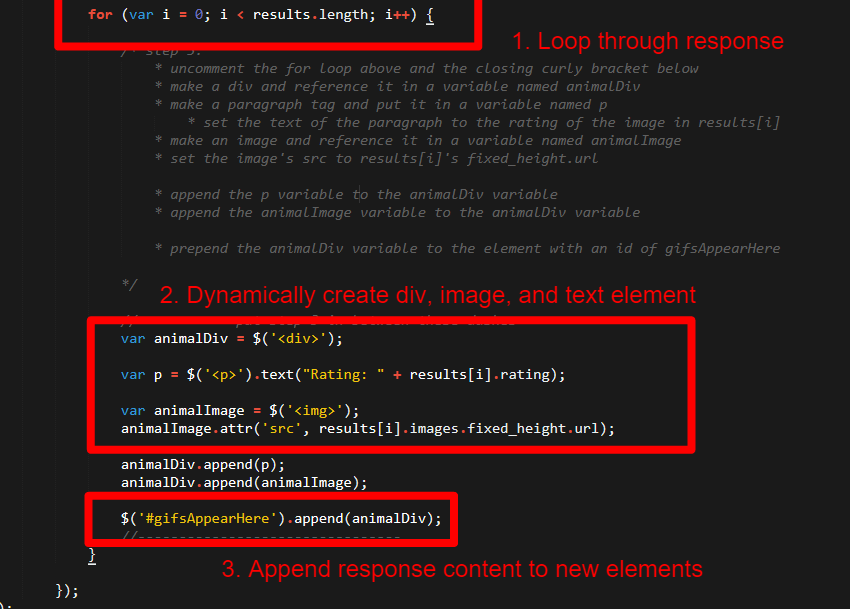 for (var i = 0; i < results.length; i++) {
1. Loop through response
/* step 3:
* uncomment the for loop above and the closing curly bracket below
* make a div and reference it in a variable named animalDiv
* make a paragraph tag and put it in a variable named p
* set the text of the paragraph to the rating of the image in results[i]
* make an image and reference it in a variable named animalImage
* set the image's src to results[i]'s fixed_height.url
* append the p variable to the animalDiv variable
* append the animalImage variable to the animalDiv variable
* prepend the animalDiv variable to the element with an id of gifsAppearHere
*/
2. Dynamically create div, image, and text element
var animalDiv = $('<div>');
var p = $('<p>').text("Rating: " + results[i].rating);
var animalImage = $('<img>');
animalImage.attr('src', results[i].images.fixed_height.url);
animalDiv.append(p);
animalDiv.append(animalImage);
$('#gifsAppearHere').append(animalDiv);
//--------------------------------
}
3. Append response content to new elements
});
);